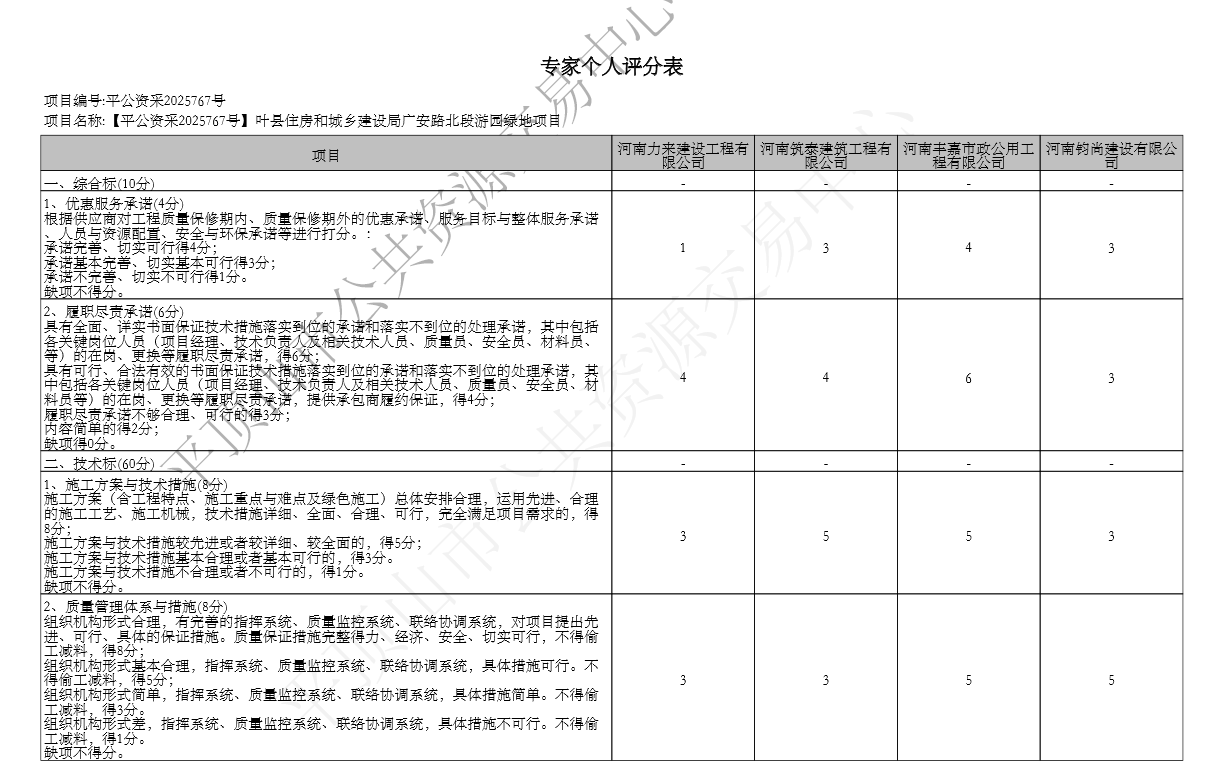 专家个人评分表
项目编号:平公资采2025767号
项目名称:【平公资采2025767号】叶县住房和城乡建设局广安路北段游园绿地项目
项目
河南力来建设工程有
限公司
河南筑泰建筑工程有
限公司
河南丰嘉市政公用工
程有限公司
河南钧尚建设有限公
司
一、综合标(10分)
-
-
-
-
1、优惠服务承诺(4分)
根据供应商对工程质量保修期内、质量保修期外的优惠承诺、服务目标与整体服务承诺
、人员与资源配置、安全与环保承诺等进行打分。:
承诺完善、切实可行得4分;
承诺基本完善、切实基本可行得3分;
承诺不完善、切实不可行得1分。
缺项不得分。
1
3
4
3
2、履职尽责承诺(6分)
具有全面、详实书面保证技术措施落实到位的承诺和落实不到位的处理承诺，其中包括
各关键岗位人员（项目经理、技术负责人及相关技术人员、质量员、安全员、材料员、
等）的在岗、更换等履职尽责承诺，得6分;
具有可行、合法有效的书面保证技术措施落实到位的承诺和落实不到位的处理承诺，其
中包括各关键岗位人员（项目经理、技术负责人及相关技术人员、质量员、安全员、材
料员等）的在岗、更换等履职尽责承诺，提供承包商履约保证，得4分;
履职尽责承诺不够合理、可行的得3分;
内容简单的得2分;
缺项得0分。
4
4
6
3
二、技术标(60分)
-
-
-
-
1、施工方案与技术措施(8分)
施工方案（含工程特点、施工重点与难点及绿色施工）总体安排合理，运用先进、合理
的施工工艺、施工机械，技术措施详细、全面、合理、可行，完全满足项目需求的，得
8分;
施工方案与技术措施较先进或者较详细、较全面的，得5分;
施工方案与技术措施基本合理或者基本可行的，得3分。
施工方案与技术措施不合理或者不可行的，得1分。
缺项不得分。
3
5
5
3
2、质量管理体系与措施(8分)
组织机构形式合理，有完善的指挥系统、质量监控系统、联络协调系统，对项目提出先
进、可行、具体的保证措施。质量保证措施完整得力、经济、安全、切实可行，不得偷
工减料，得8分;
组织机构形式基本合理，指挥系统、质量监控系统、联络协调系统，具体措施可行。不
得偷工减料，得5分;
组织机构形式简单，指挥系统、质量监控系统、联络协调系统，具体措施简单。不得偷
工减料，得3分。
组织机构形式差，指挥系统、质量监控系统、联络协调系统，具体措施不可行。不得偷
工减料，得1分。
缺项不得分。
3
3
5
5
平顶山市公共资源交易中心
平顶山市公共资源交易中心